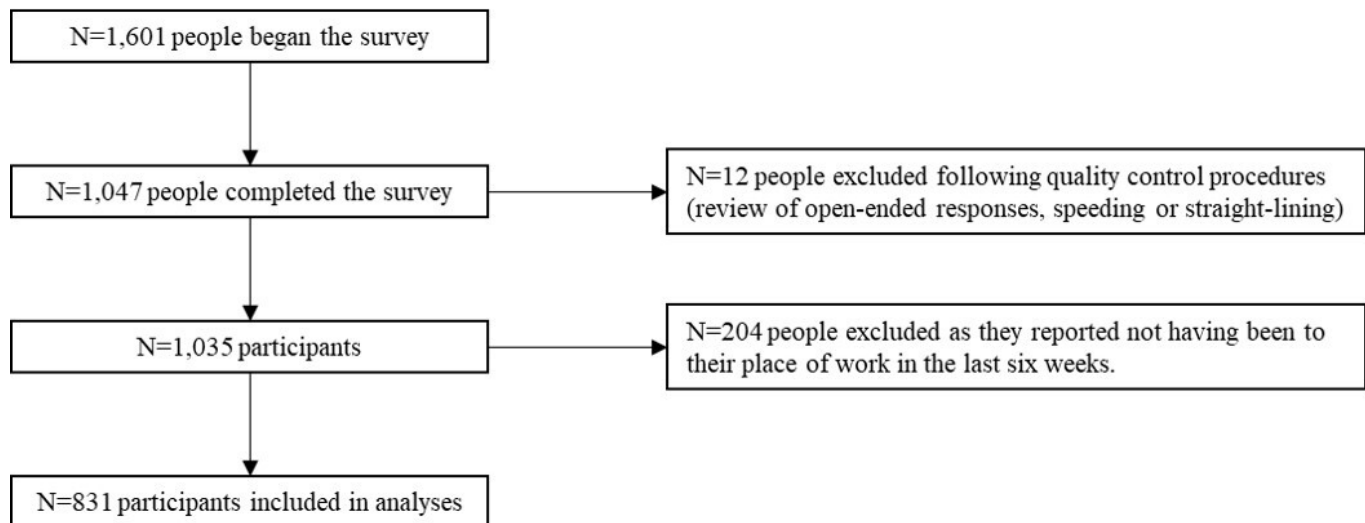 N=1,601 people began the survey
N=1,047 people completed the survey
N=12 people excluded following quality control procedures
(review of open-ended responses, speeding or straight-lining)
N=1,035 participants
N=204 people excluded as they reported not having been to
their place of work in the last six weeks.
N=831 participants included in analyses